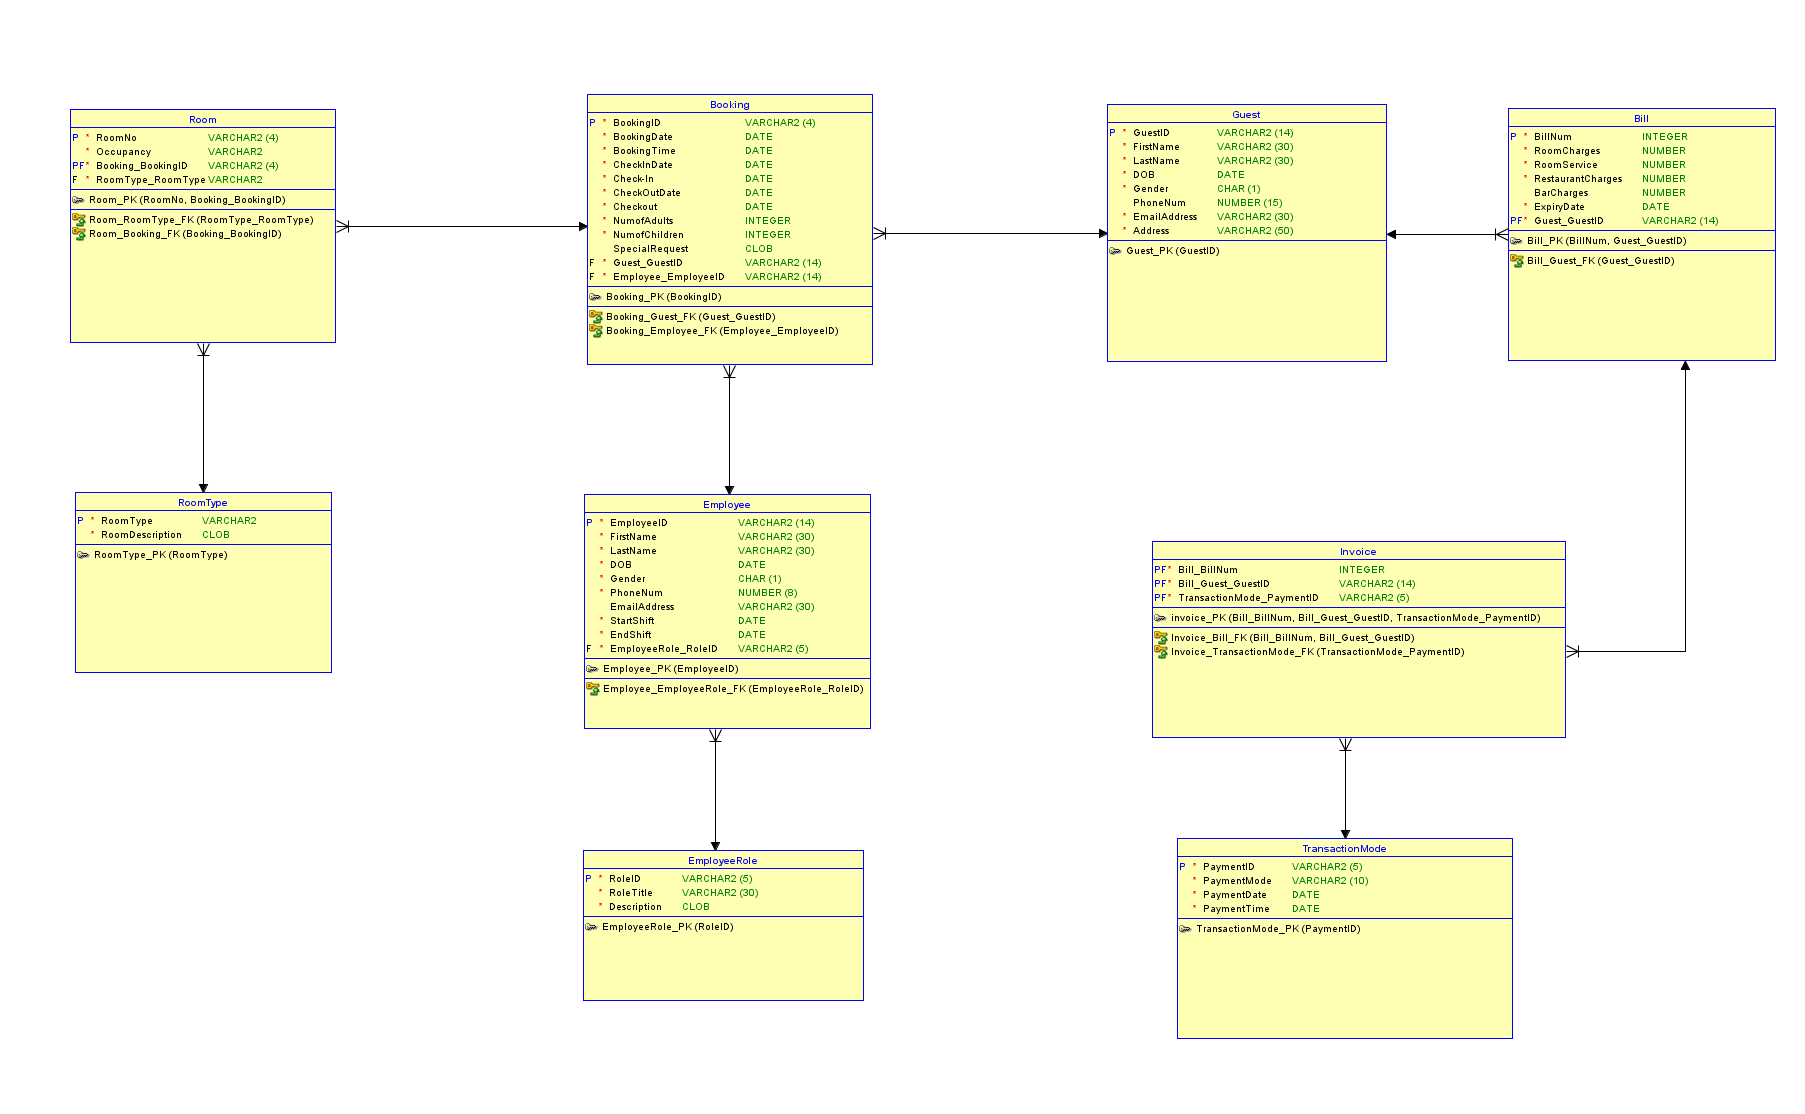 Room
P * RoomNo VARCHAR2 (4)
* Occupancy VARCHAR2
PF* Booking_BookingID VARCHAR2 (4)
F * RoomType_RoomType VARCHAR2
Room_PK (RoomNo, Booking_BookingID)
Room_RoomType_FK (RoomType_RoomType)
Room_Booking_FK (Booking_BookingID)
Booking
P * BookingID VARCHAR2 (4)
* BookingDate DATE
* BookingTime DATE
* CheckInDate DATE
* Check-In DATE
* CheckOutDate DATE
* Checkout DATE
* NumofAdults INTEGER
* NumofChildren INTEGER
SpecialRequest CLOB
F * Guest_GuestID VARCHAR2 (14)
F * Employee_EmployeeID VARCHAR2 (14)
Booking_PK (BookingID)
Booking_Guest_FK (Guest_GuestID)
Booking_Employee_FK (Employee_EmployeeID)
Guest
P * GuestID VARCHAR2 (14)
* FirstName VARCHAR2 (30)
* LastName VARCHAR2 (30)
* DOB DATE
* Gender CHAR (1)
PhoneNum NUMBER (15)
* EmailAddress VARCHAR2 (30)
* Address VARCHAR2 (50)
Guest_PK (GuestID)
Bill
P * BillNum INTEGER
* RoomCharges NUMBER
* RoomService NUMBER
* RestaurantCharges NUMBER
BarCharges NUMBER
* ExpiryDate DATE
PF* Guest_GuestID VARCHAR2 (14)
Bill_PK (BillNum, Guest_GuestID)
Bill_Guest_FK (Guest_GuestID)
RoomType
P * RoomType VARCHAR2
* RoomDescription CLOB
RoomType_PK (RoomType)
Employee
P * EmployeeID VARCHAR2 (14)
* FirstName VARCHAR2 (30)
* LastName VARCHAR2 (30)
* DOB DATE
* Gender CHAR (1)
* PhoneNum NUMBER (8)
EmailAddress VARCHAR2 (30)
* StartShift DATE
* EndShift DATE
F * EmployeeRole_RoleID VARCHAR2 (5)
Employee_PK (EmployeeID)
Employee_EmployeeRole_FK (EmployeeRole_RoleID)
Invoice
PF* Bill_BillNum INTEGER
PF* Bill_Guest_GuestID VARCHAR2 (14)
PF* TransactionMode_PaymentID VARCHAR2 (5)
invoice_PK (Bill_BillNum, Bill_Guest_GuestID, TransactionMode_PaymentID)
Invoice_Bill_FK (Bill_BillNum, Bill_Guest_GuestID)
Invoice_TransactionMode_FK (TransactionMode_PaymentID)
EmployeeRole
P * RoleID VARCHAR2 (5)
* RoleTitle VARCHAR2 (30)
* Description CLOB
EmployeeRole_PK (RoleID)
TransactionMode
P * PaymentID VARCHAR2 (5)
* PaymentMode VARCHAR2 (10)
* PaymentDate DATE
* PaymentTime DATE
TransactionMode_PK (PaymentID)